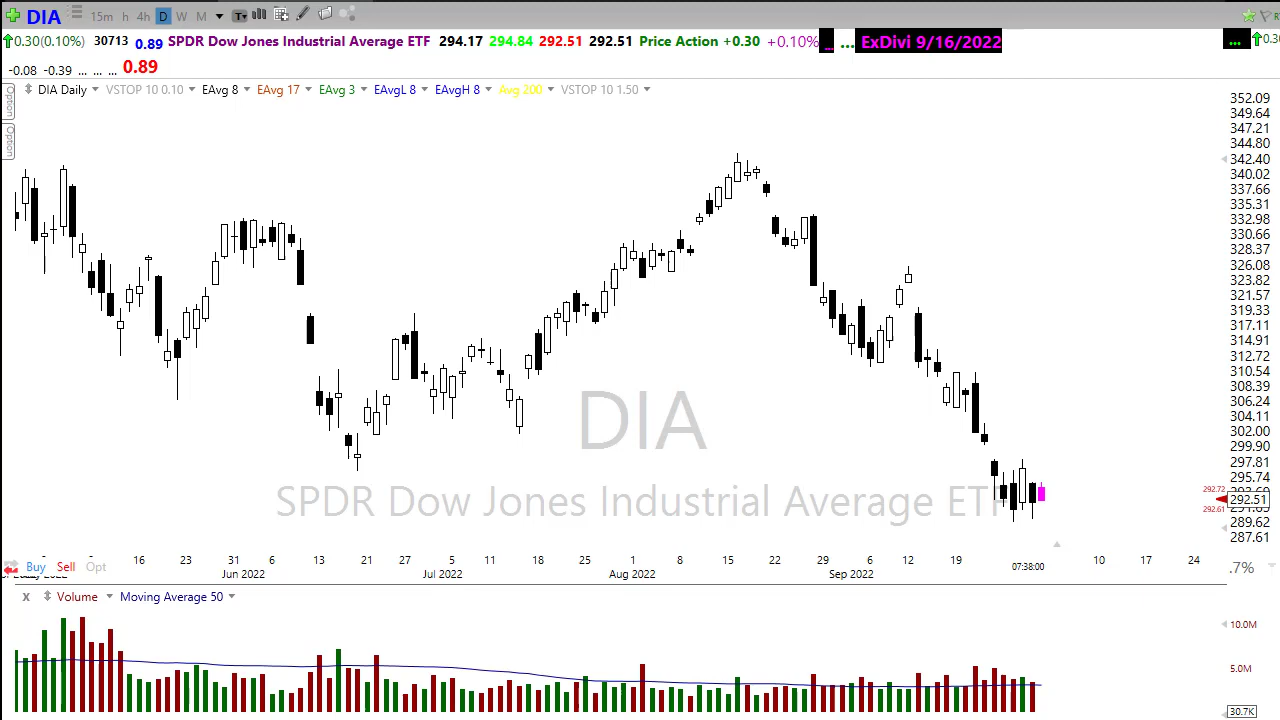 DIA 15m h 4h D W M T
0.30(0.10%) 30713 0.89 SPDR Dow Jones Industrial Average ETF 294.17 294.84 292.51 292.51 Price Action +0.30 +0.10% ... ... ExDivi 9/16/2022 ... 0.3
-0.08 -0.39 ... ... ... 0.89
DIA Daily VSTOP 10 0.10 EAvg 8 EAvg 17 EAvg 3 EAvgL 8 EAvgH 8 Avg 200 VSTOP 10 1.50
Option
Option
352.09
349.64
347.21
344.80
342.40
340.02
337.66
335.31
332.98
330.66
328.37
326.08
323.82
321.57
319.33
317.11
314.91
312.72
310.54
308.39
306.24
304.11
302.00
299.90
297.81
295.74
292.72
292.51
292.61
289.62
287.61
DIA
SPDR Dow Jones Industrial Average ETF
16 23 31 6 13 21 27 5 11 18 25 1 8 15 22 29 6 12 19 07:38:00 10 17 24
Buy Sell Opt .7%
Jun 2022 Jul 2022 Aug 2022 Sep 2022
x Volume Moving Average 50
10.0M
5.0M
30.7K